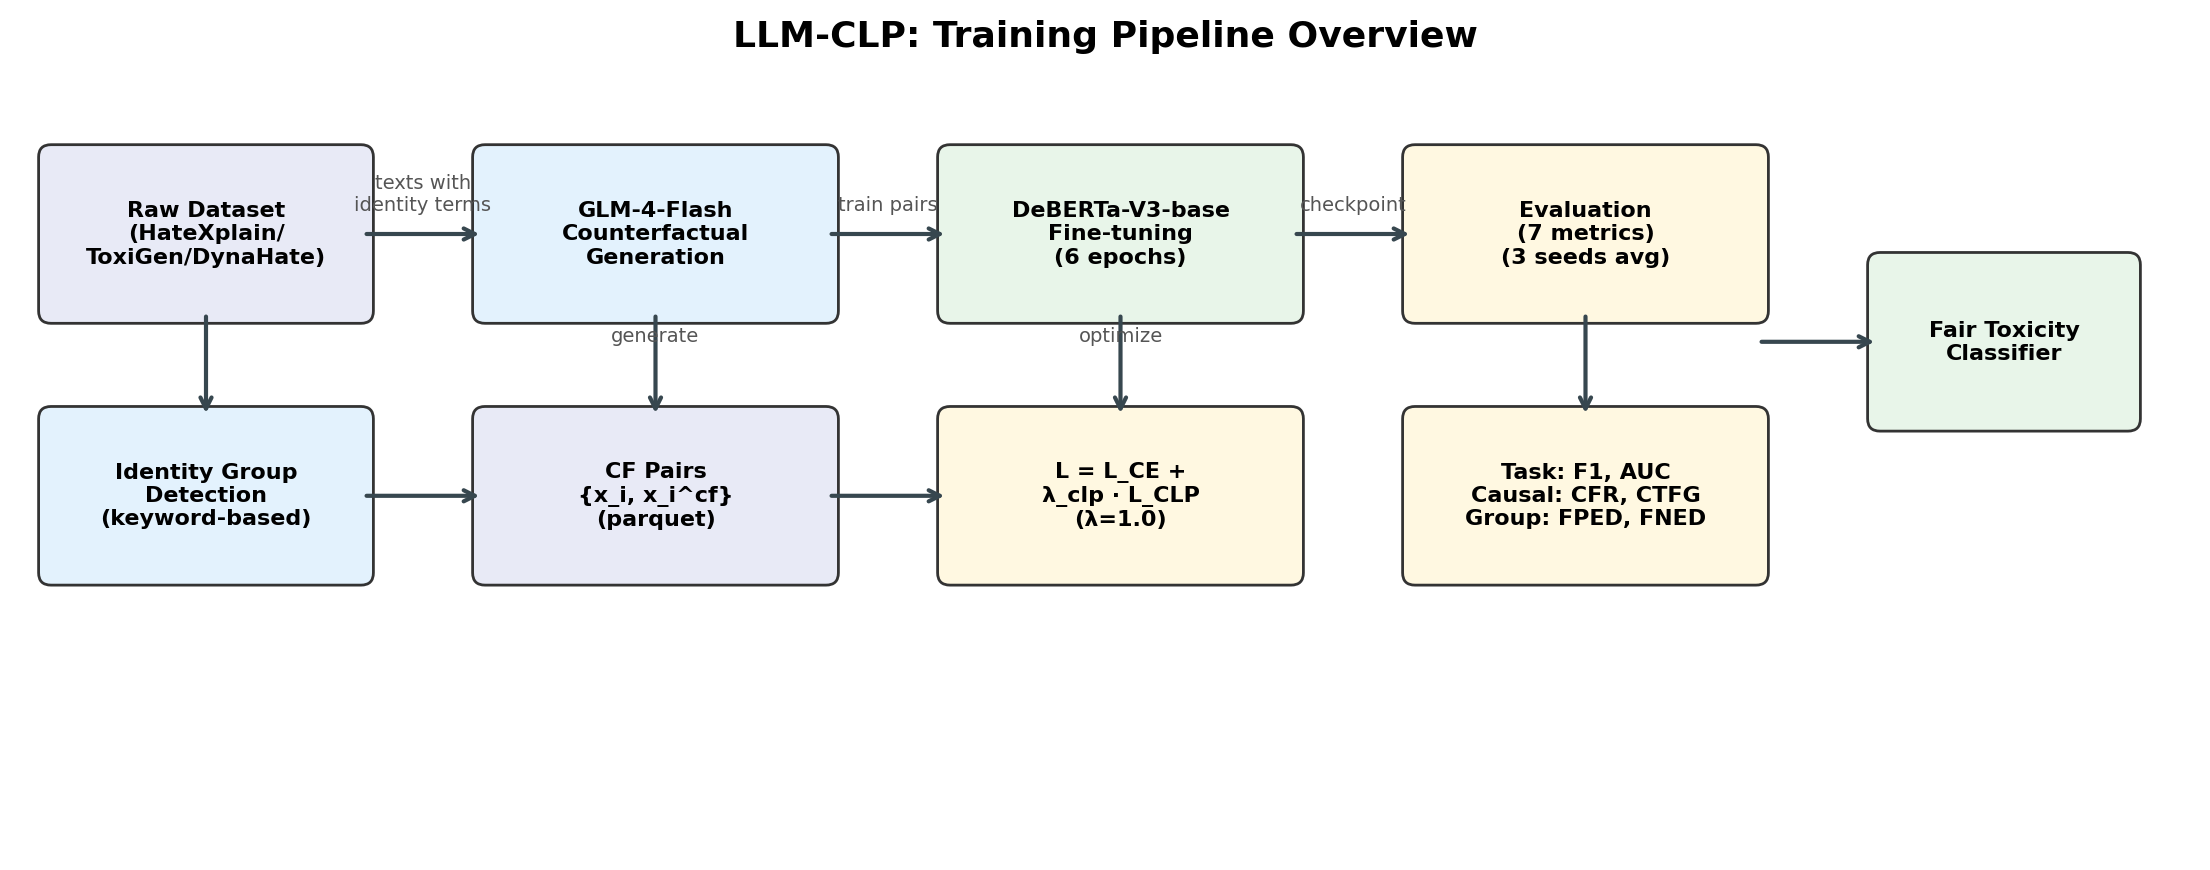 LLM-CLP: Training Pipeline Overview
Raw Dataset
(HateXplain/
ToxiGen/DynaHate)
texts with
identity terms
GLM-4-Flash
Counterfactual
Generation
train pairs
DeBERTa-V3-base
Fine-tuning
(6 epochs)
checkpoint
Evaluation
(7 metrics)
(3 seeds avg)
Fair Toxicity
Classifier
generate
optimize
Identity Group
Detection
(keyword-based)
CF Pairs
{x_i, x_i^cf}
(parquet)
L = L_CE +
λ_clp · L_CLP
(λ=1.0)
Task: F1, AUC
Causal: CFR, CTFG
Group: FPED, FNED